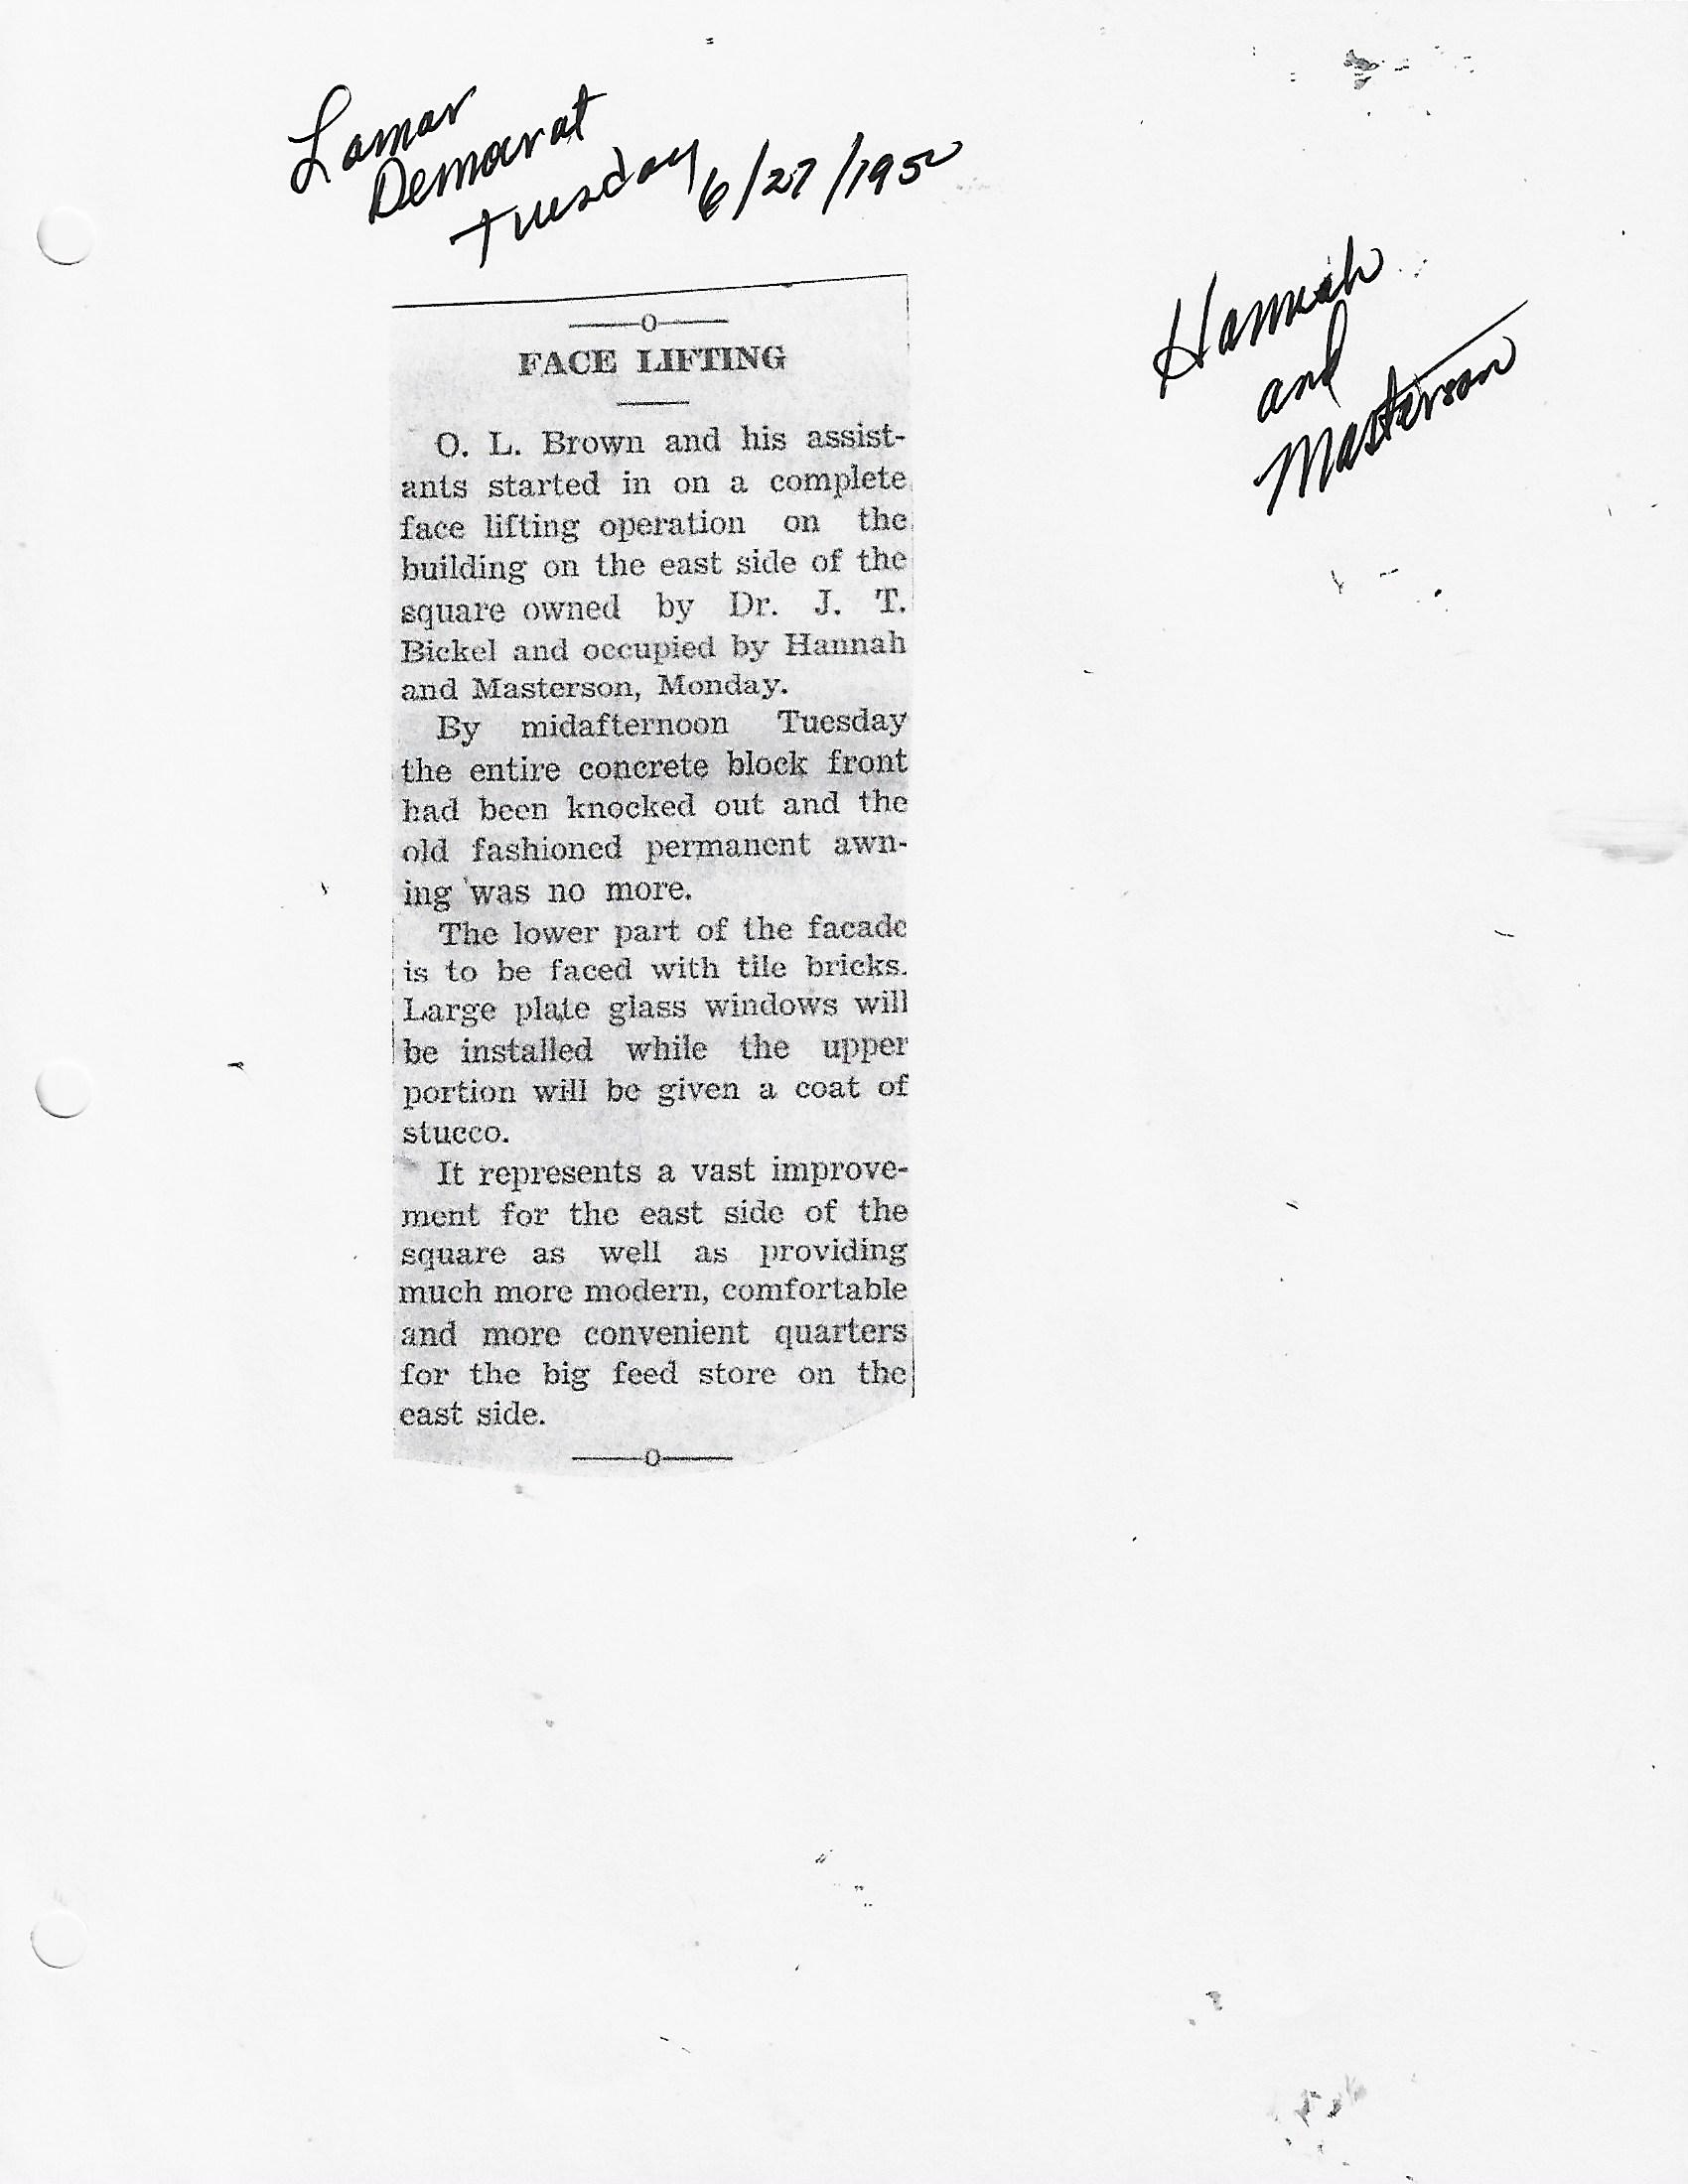 Lamar
Democrat
Tuesday 6/27/1950
Hannah
and
Masterson
——o——
FACE LIFTING
O. L. Brown and his assist-
ants started in on a complete
face lifting operation on the
building on the east side of the
square owned by Dr. J. T.
Bickel and occupied by Hannah
and Masterson, Monday.
By midafternoon Tuesday
the entire concrete block front
had been knocked out and the
old fashioned permanent awn-
ing was no more.
The lower part of the facade
is to be faced with tile bricks.
Large plate glass windows will
be installed while the upper
portion will be given a coat of
stucco.
It represents a vast improve-
ment for the east side of the
square as well as providing
much more modern, comfortable
and more convenient quarters
for the big feed store on the
east side.
——o——